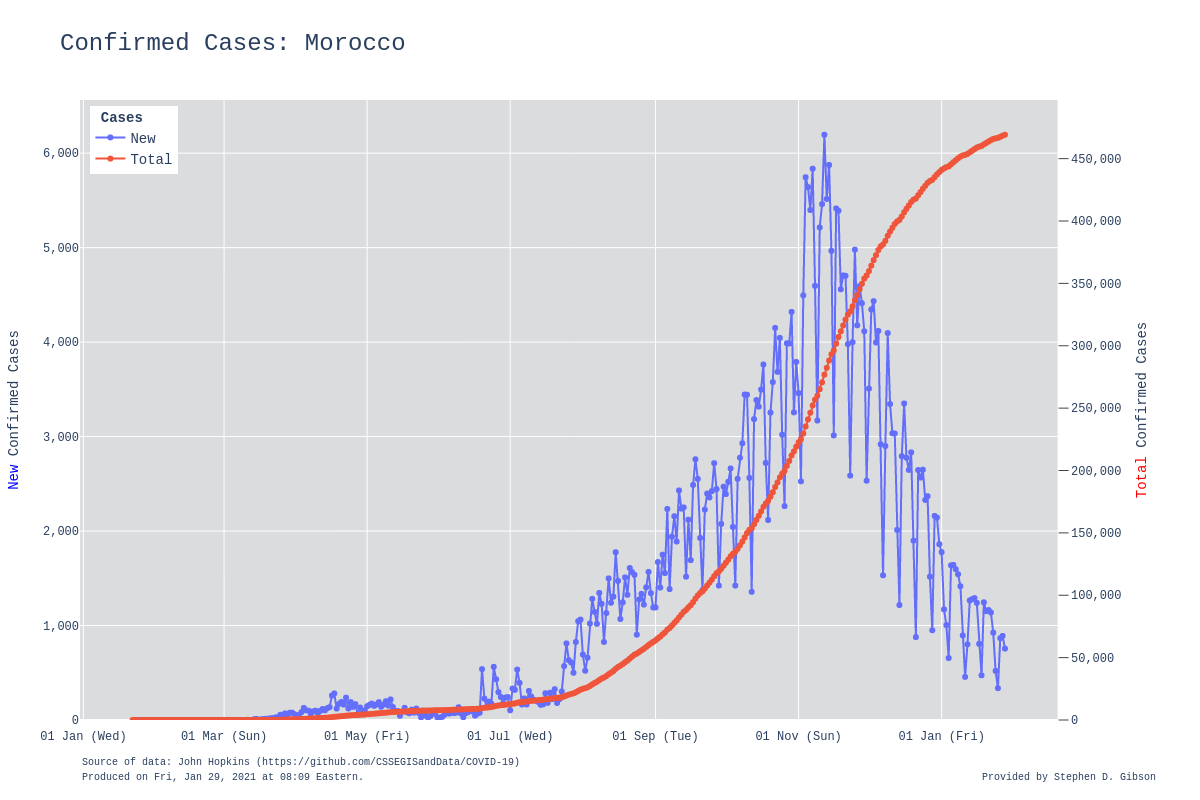 Confirmed Cases: Morocco
Cases
New
Total
6,000
5,000
4,000
3,000
2,000
1,000
0
New Confirmed Cases
450,000
400,000
350,000
300,000
250,000
200,000
150,000
100,000
50,000
0
Total Confirmed Cases
01 Jan (Wed)
01 Mar (Sun)
01 May (Fri)
01 Jul (Wed)
01 Sep (Tue)
01 Nov (Sun)
01 Jan (Fri)
Source of data: John Hopkins (https://github.com/CSSEGISandData/COVID-19)
Produced on Fri, Jan 29, 2021 at 08:09 Eastern.
Provided by Stephen D. Gibson